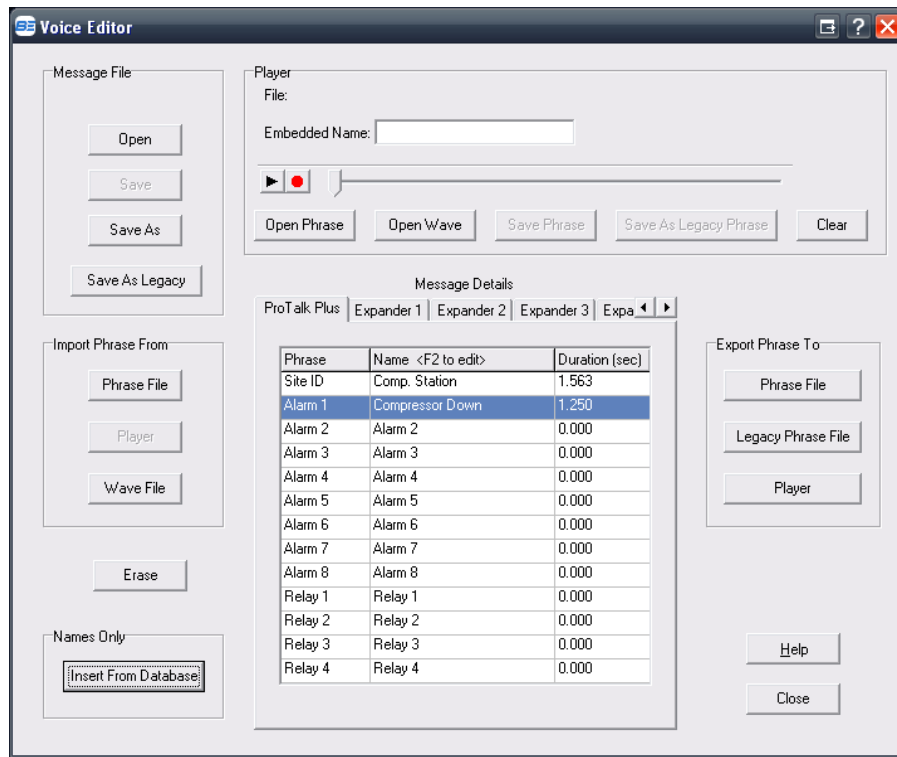 Voice Editor
Message File
Open
Save
Save As
Save As Legacy
Player
File:
Embedded Name:
Open Phrase Open Wave Save Phrase Save As Legacy Phrase Clear
Message Details
ProTalk Plus Expander 1 Expander 2 Expander 3 Expa
Phrase Name <F2 to edit> Duration (sec)
Site ID Comp. Station 1.563
Alarm 1 Compressor Down 1.250
Alarm 2 Alarm 2 0.000
Alarm 3 Alarm 3 0.000
Alarm 4 Alarm 4 0.000
Alarm 5 Alarm 5 0.000
Alarm 6 Alarm 6 0.000
Alarm 7 Alarm 7 0.000
Alarm 8 Alarm 8 0.000
Relay 1 Relay 1 0.000
Relay 2 Relay 2 0.000
Relay 3 Relay 3 0.000
Relay 4 Relay 4 0.000
Import Phrase From
Phrase File
Player
Wave File
Erase
Names Only
Insert From Database
Export Phrase To
Phrase File
Legacy Phrase File
Player
Help
Close